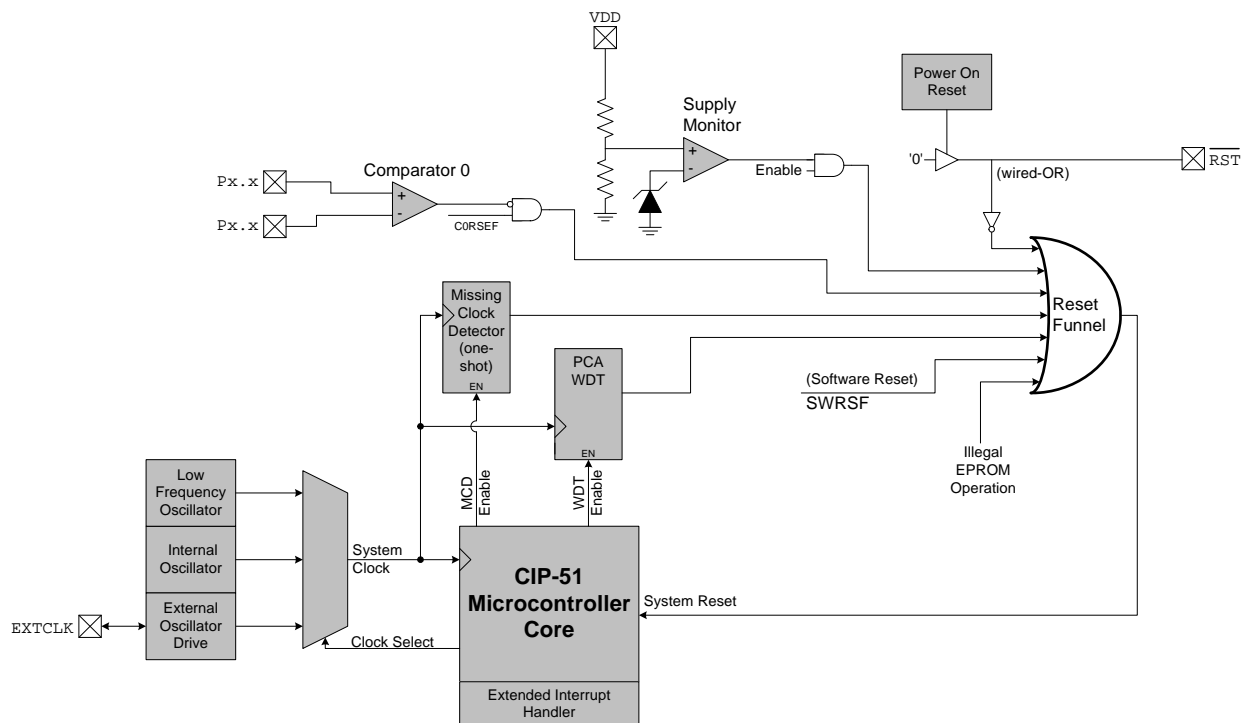 VDD
Power On
Reset
Supply
Monitor
+
-
Enable
'0'
(wired-OR)
RST
Comparator 0
Px.x
+
Px.x
-
C0RSEF
Missing
Clock
Detector
(one-
shot)
EN
PCA
WDT
EN
Reset
Funnel
(Software Reset)
SWRSF
Illegal
EPROM
Operation
MCD
Enable
WDT
Enable
Low
Frequency
Oscillator
Internal
Oscillator
External
Oscillator
Drive
EXTCLK
System
Clock
Clock Select
CIP-51
Microcontroller
Core
System Reset
Extended Interrupt
Handler